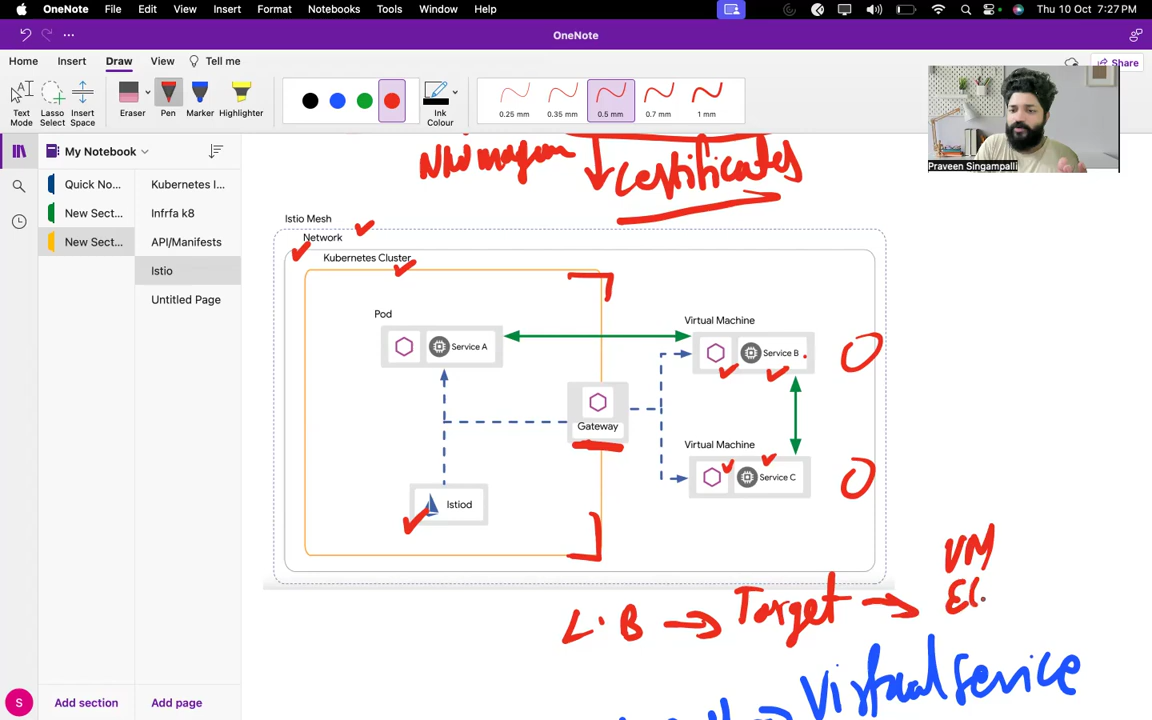 OneNote File Edit View Insert Format Notebooks Tools Window Help Thu 10 Oct 7:27 PM
OneNote
Home Insert Draw View Tell me Share
Text Mode Lasso Select Insert Space Eraser Pen Marker Highlighter 0.25 mm 0.35 mm 0.5 mm 0.7 mm 1 mm Ink Colour
Praveen Singampalli
My Notebook
Quick No...
New Sect...
New Sect...
Kubernetes I...
Infrfa k8
API/Manifests
Istio
Untitled Page
certificates
Istio Mesh
Network
Kubernetes Cluster
Pod
Service A
Virtual Machine
Service B
Gateway
Virtual Machine
Service C
Istiod
VM
L.B → Target →
Virtual Service
S
Add section Add page